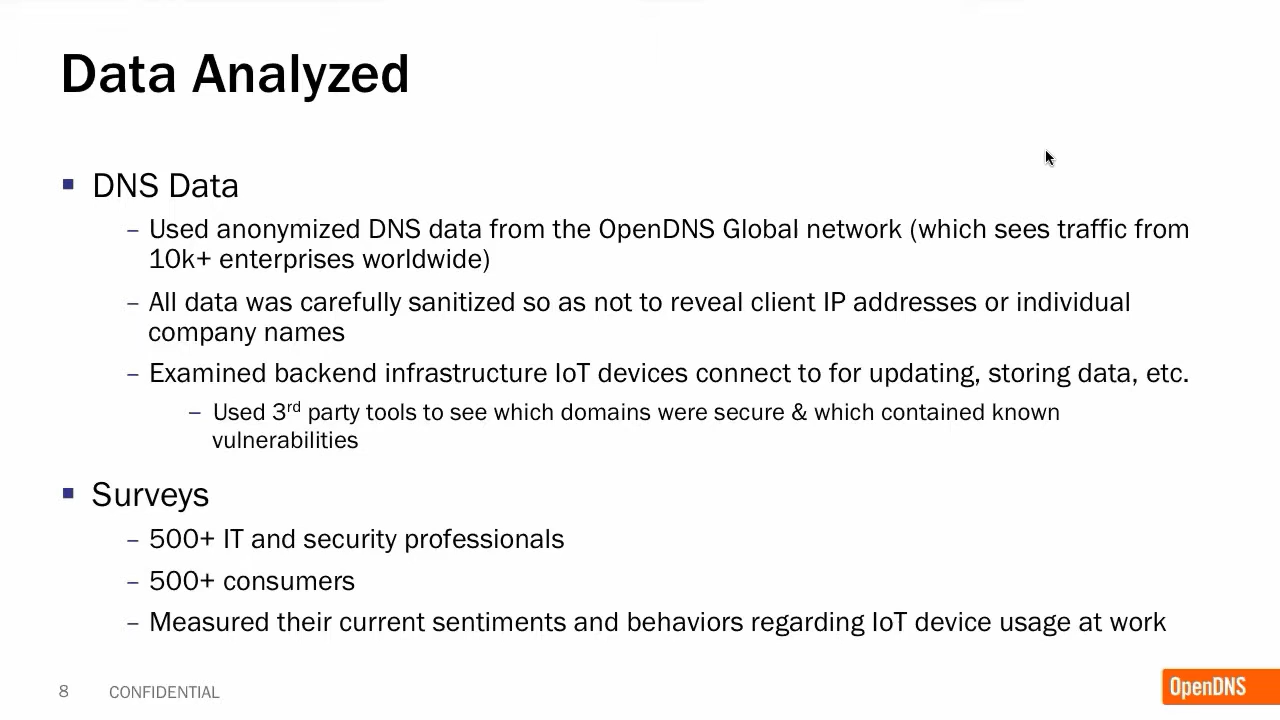 Data Analyzed
DNS Data
– Used anonymized DNS data from the OpenDNS Global network (which sees traffic from
10k+ enterprises worldwide)
– All data was carefully sanitized so as not to reveal client IP addresses or individual
company names
– Examined backend infrastructure IoT devices connect to for updating, storing data, etc.
– Used 3rd party tools to see which domains were secure & which contained known
vulnerabilities
Surveys
– 500+ IT and security professionals
– 500+ consumers
– Measured their current sentiments and behaviors regarding IoT device usage at work
8 CONFIDENTIAL
OpenDNS